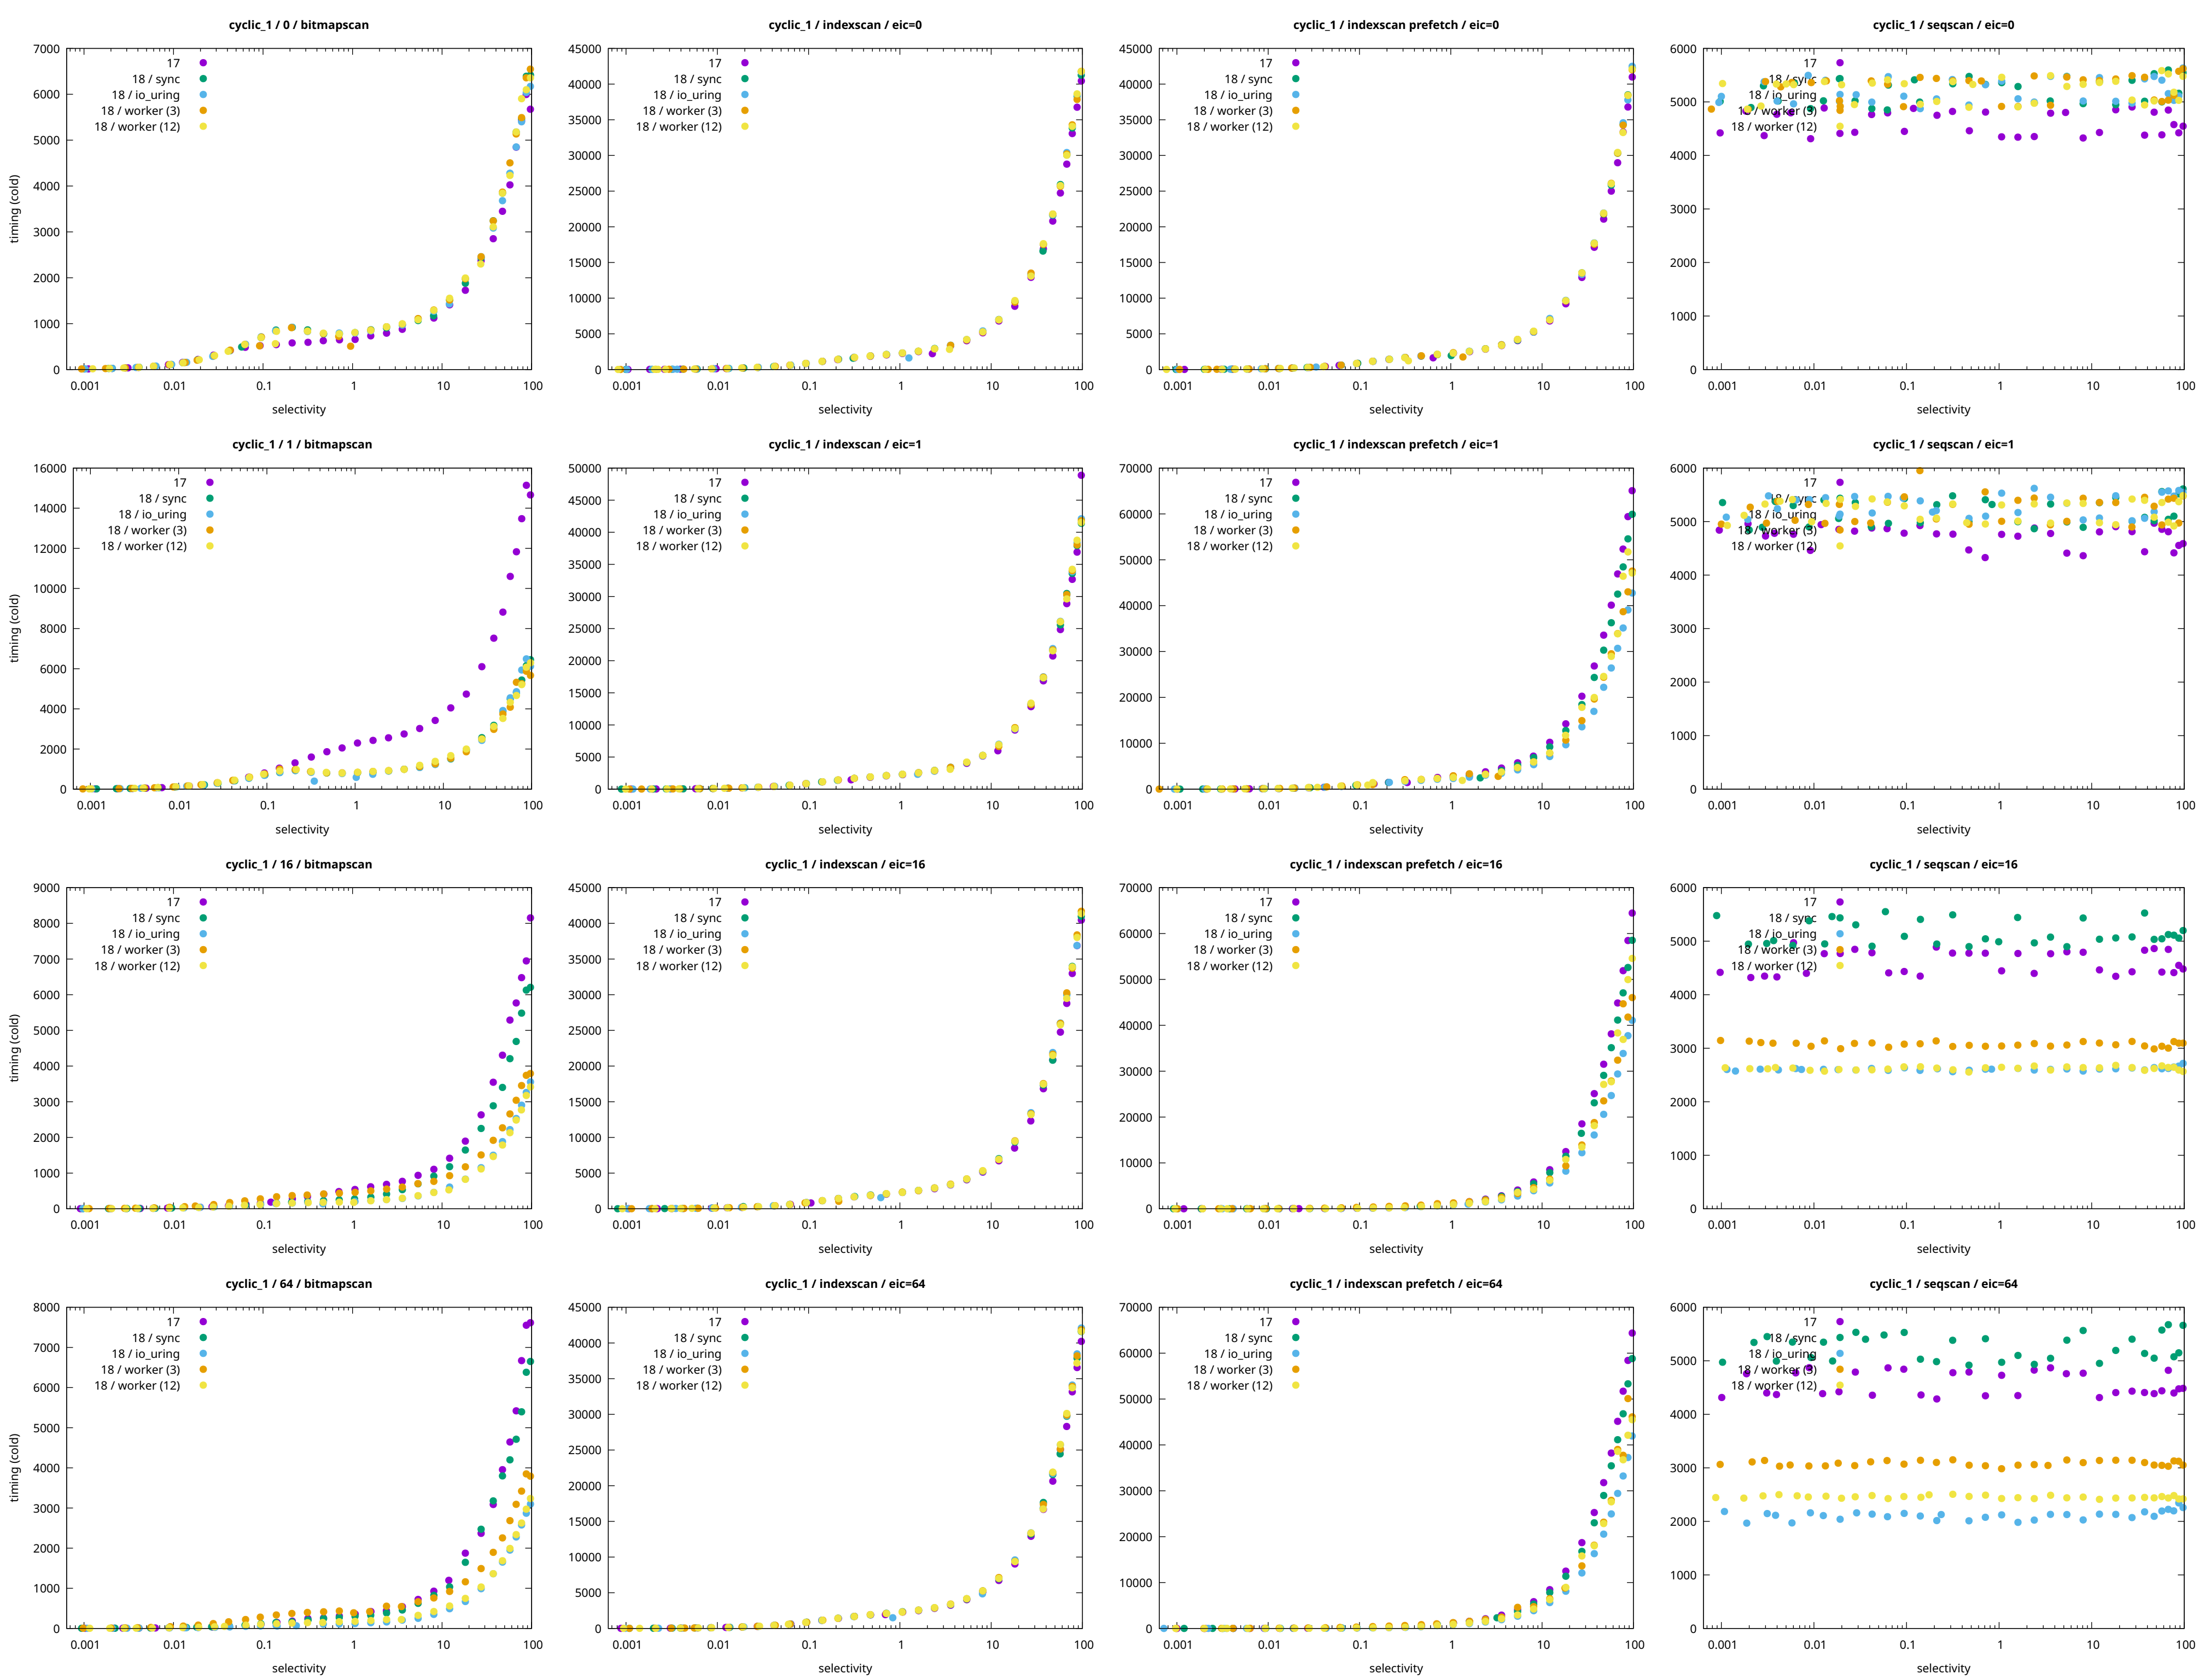 cyclic_1 / 0 / bitmapscan
timing (cold)
7000
6000
5000
4000
3000
2000
1000
0
17
18 / sync
18 / io_uring
18 / worker (3)
18 / worker (12)
0.001 0.01 0.1 1 10 100
selectivity
cyclic_1 / indexscan / eic=0
45000
40000
35000
30000
25000
20000
15000
10000
5000
0
17
18 / sync
18 / io_uring
18 / worker (3)
18 / worker (12)
0.001 0.01 0.1 1 10 100
selectivity
cyclic_1 / indexscan prefetch / eic=0
45000
40000
35000
30000
25000
20000
15000
10000
5000
0
17
18 / sync
18 / io_uring
18 / worker (3)
18 / worker (12)
0.001 0.01 0.1 1 10 100
selectivity
cyclic_1 / seqscan / eic=0
6000
5000
4000
3000
2000
1000
0
17
18 / sync
18 / io_uring
18 / worker (3)
18 / worker (12)
0.001 0.01 0.1 1 10 100
selectivity
cyclic_1 / 1 / bitmapscan
timing (cold)
16000
14000
12000
10000
8000
6000
4000
2000
0
17
18 / sync
18 / io_uring
18 / worker (3)
18 / worker (12)
0.001 0.01 0.1 1 10 100
selectivity
cyclic_1 / indexscan / eic=1
50000
45000
40000
35000
30000
25000
20000
15000
10000
5000
0
17
18 / sync
18 / io_uring
18 / worker (3)
18 / worker (12)
0.001 0.01 0.1 1 10 100
selectivity
cyclic_1 / indexscan prefetch / eic=1
70000
60000
50000
40000
30000
20000
10000
0
17
18 / sync
18 / io_uring
18 / worker (3)
18 / worker (12)
0.001 0.01 0.1 1 10 100
selectivity
cyclic_1 / seqscan / eic=1
6000
5000
4000
3000
2000
1000
0
17
18 / sync
18 / io_uring
18 / worker (3)
18 / worker (12)
0.001 0.01 0.1 1 10 100
selectivity
cyclic_1 / 16 / bitmapscan
timing (cold)
9000
8000
7000
6000
5000
4000
3000
2000
1000
0
17
18 / sync
18 / io_uring
18 / worker (3)
18 / worker (12)
0.001 0.01 0.1 1 10 100
selectivity
cyclic_1 / indexscan / eic=16
45000
40000
35000
30000
25000
20000
15000
10000
5000
0
17
18 / sync
18 / io_uring
18 / worker (3)
18 / worker (12)
0.001 0.01 0.1 1 10 100
selectivity
cyclic_1 / indexscan prefetch / eic=16
70000
60000
50000
40000
30000
20000
10000
0
17
18 / sync
18 / io_uring
18 / worker (3)
18 / worker (12)
0.001 0.01 0.1 1 10 100
selectivity
cyclic_1 / seqscan / eic=16
6000
5000
4000
3000
2000
1000
0
17
18 / sync
18 / io_uring
18 / worker (3)
18 / worker (12)
0.001 0.01 0.1 1 10 100
selectivity
cyclic_1 / 64 / bitmapscan
timing (cold)
8000
7000
6000
5000
4000
3000
2000
1000
0
17
18 / sync
18 / io_uring
18 / worker (3)
18 / worker (12)
0.001 0.01 0.1 1 10 100
selectivity
cyclic_1 / indexscan / eic=64
45000
40000
35000
30000
25000
20000
15000
10000
5000
0
17
18 / sync
18 / io_uring
18 / worker (3)
18 / worker (12)
0.001 0.01 0.1 1 10 100
selectivity
cyclic_1 / indexscan prefetch / eic=64
70000
60000
50000
40000
30000
20000
10000
0
17
18 / sync
18 / io_uring
18 / worker (3)
18 / worker (12)
0.001 0.01 0.1 1 10 100
selectivity
cyclic_1 / seqscan / eic=64
6000
5000
4000
3000
2000
1000
0
17
18 / sync
18 / io_uring
18 / worker (3)
18 / worker (12)
0.001 0.01 0.1 1 10 100
selectivity